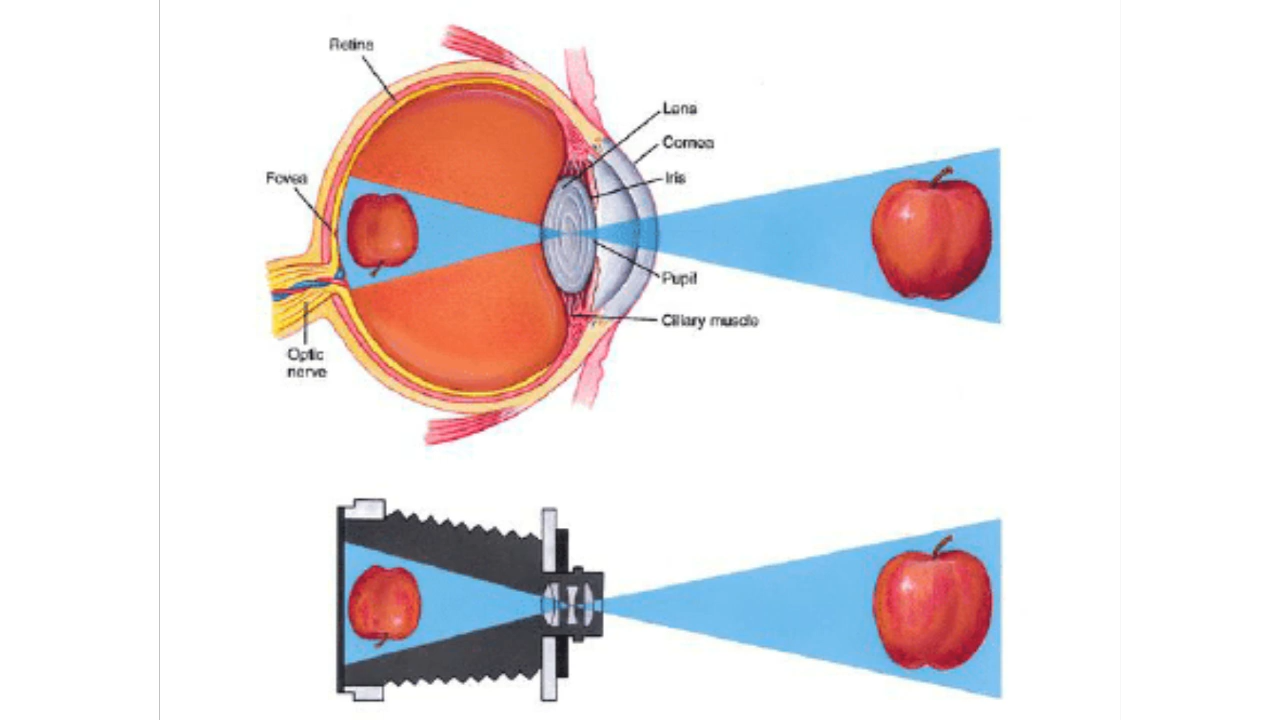 Retina
Lens
Cornea
Iris
Fovea
Pupil
Ciliary muscle
Optic
nerve